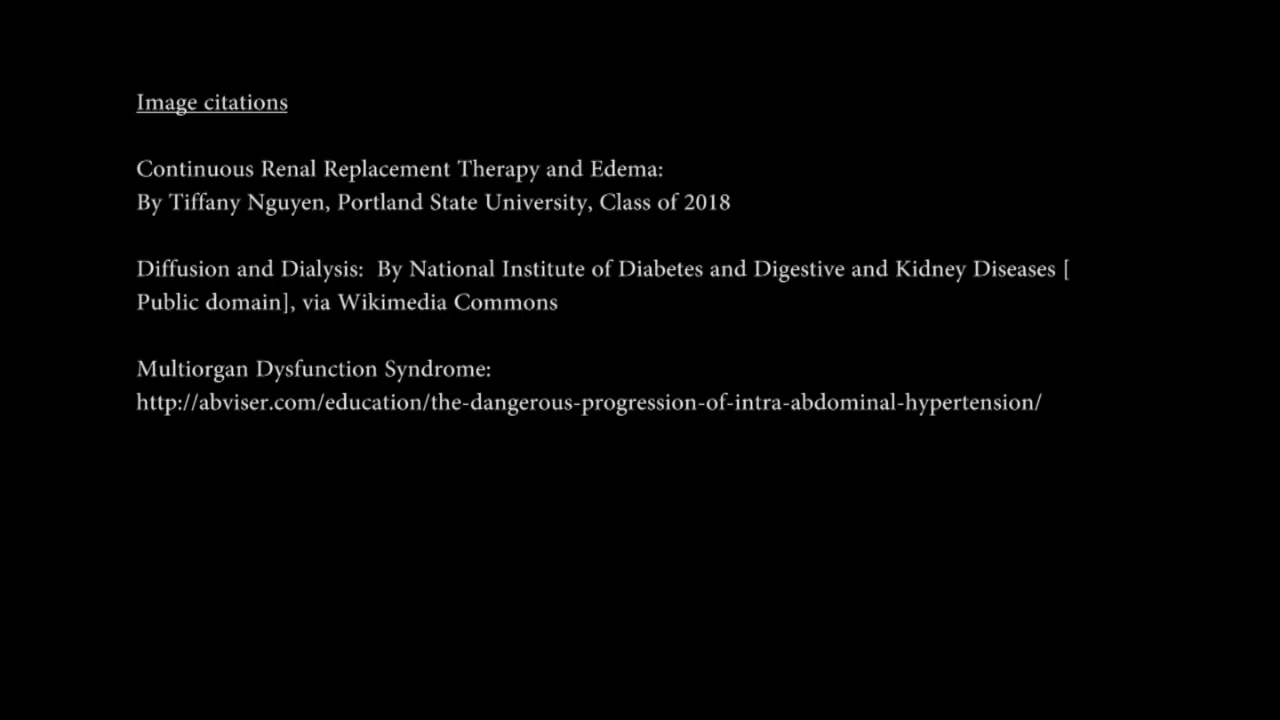 Image citations
Continuous Renal Replacement Therapy and Edema:
By Tiffany Nguyen, Portland State University, Class of 2018
Diffusion and Dialysis:  By National Institute of Diabetes and Digestive and Kidney Diseases [
Public domain], via Wikimedia Commons
Multiorgan Dysfunction Syndrome:
http://abviser.com/education/the-dangerous-progression-of-intra-abdominal-hypertension/